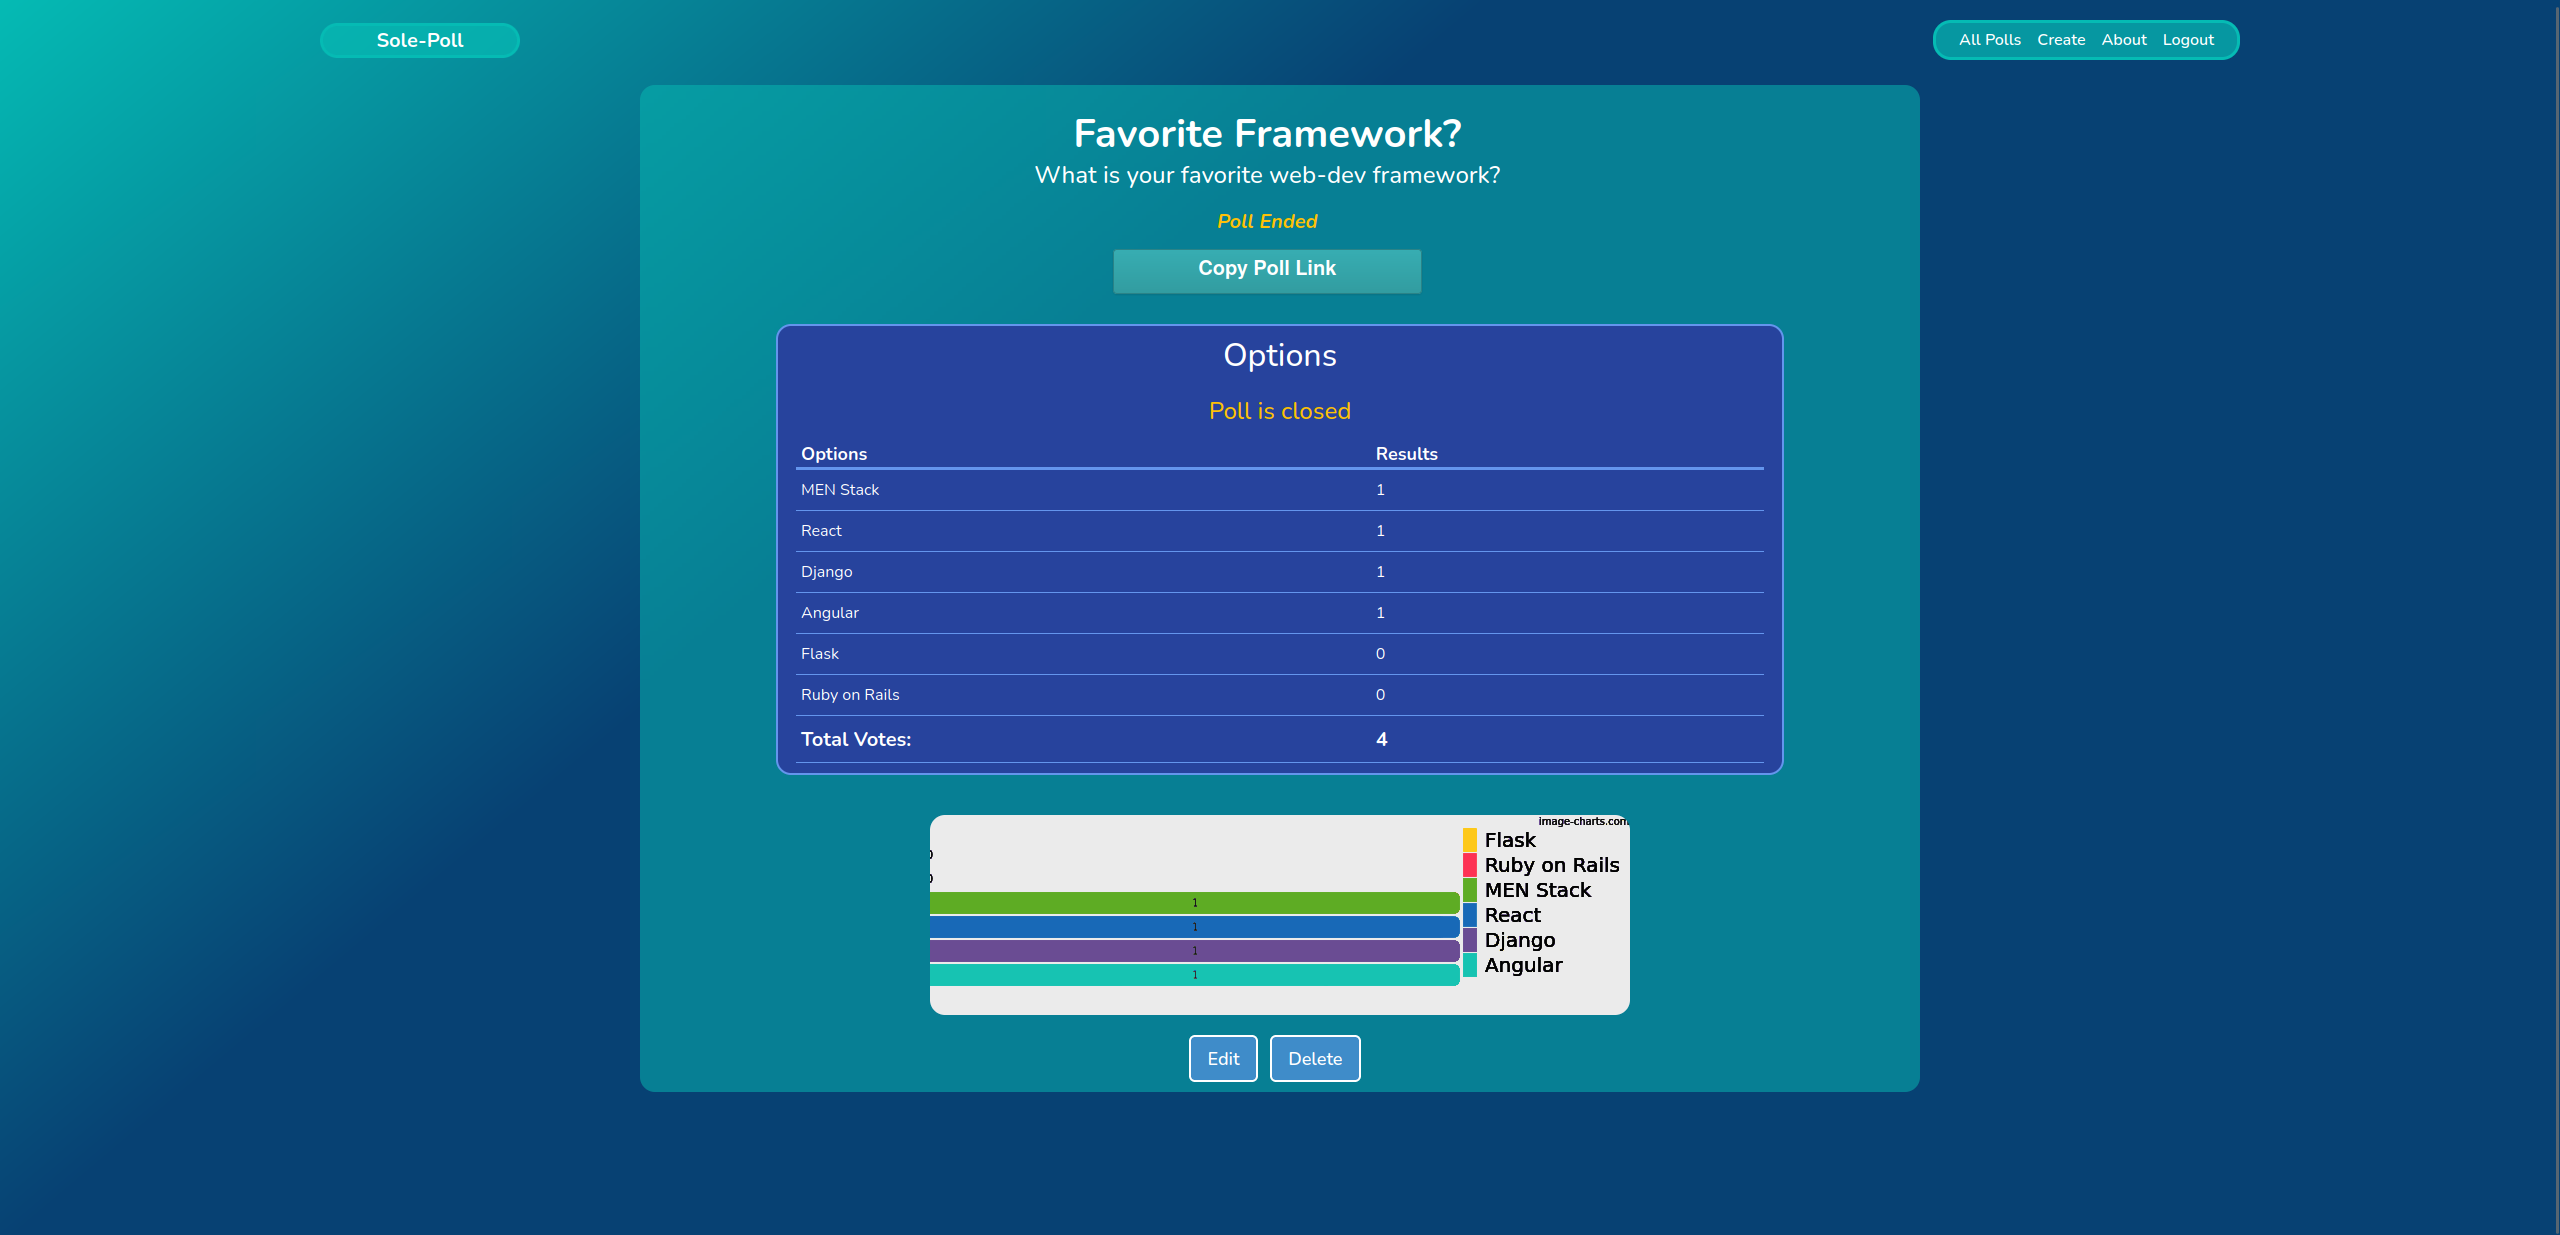 Sole-Poll
All Polls Create About Logout
Favorite Framework?
What is your favorite web-dev framework?
Poll Ended
Copy Poll Link
Options
Poll is closed
Options Results
MEN Stack 1
React 1
Django 1
Angular 1
Flask 0
Ruby on Rails 0
Total Votes: 4
image-charts.com
Flask
0
Ruby on Rails
0
MEN Stack
1
React
1
Django
1
Angular
1
Edit Delete